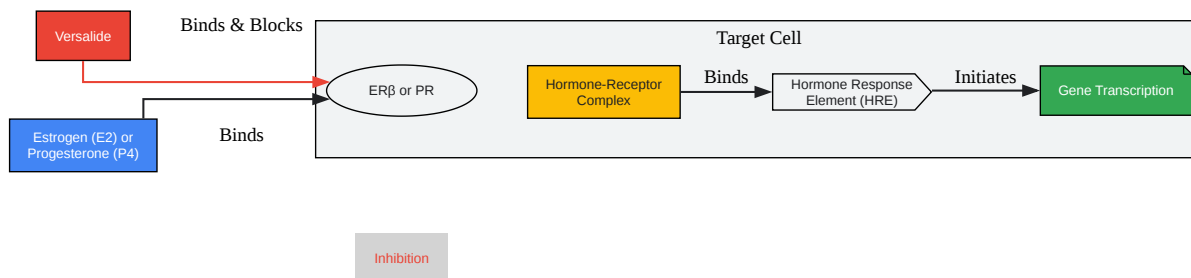 Versalide
Binds & Blocks
Target Cell
ERβ or PR
Hormone-Receptor
Complex
Binds
Hormone Response
Element (HRE)
Initiates
Gene Transcription
Estrogen (E2) or
Progesterone (P4)
Binds
Inhibition